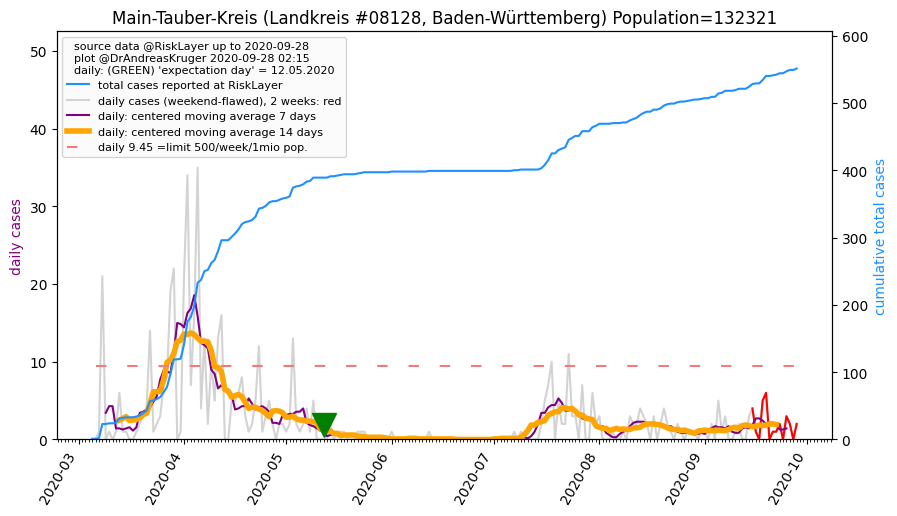 Main-Tauber-Kreis (Landkreis #08128, Baden-Württemberg) Population=132321
source data @RiskLayer up to 2020-09-28
plot @DrAndreasKruger 2020-09-28 02:15
daily: (GREEN) 'expectation day' = 12.05.2020
total cases reported at RiskLayer
daily cases (weekend-flawed), 2 weeks: red
daily: centered moving average 7 days
daily: centered moving average 14 days
daily 9.45 =limit 500/week/1mio pop.
daily cases
50
40
30
20
10
0
cumulative total cases
600
500
400
300
200
100
0
2020-03
2020-04
2020-05
2020-06
2020-07
2020-08
2020-09
2020-10